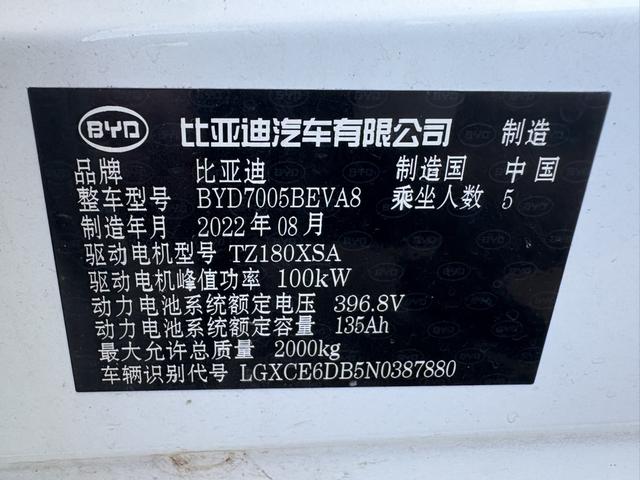 BYD 比亚迪汽车有限公司 制造
品牌 比亚迪 制造国 中国
整车型号 BYD7005BEVA8 乘坐人数 5
制造年月 2022年08月
驱动电机型号 TZ180XSA
驱动电机峰值功率 100kW
动力电池系统额定电压 396.8V
动力电池系统额定容量 135Ah
最大允许总质量 2000kg
车辆识别代号 LGXCE6DB5N0387880